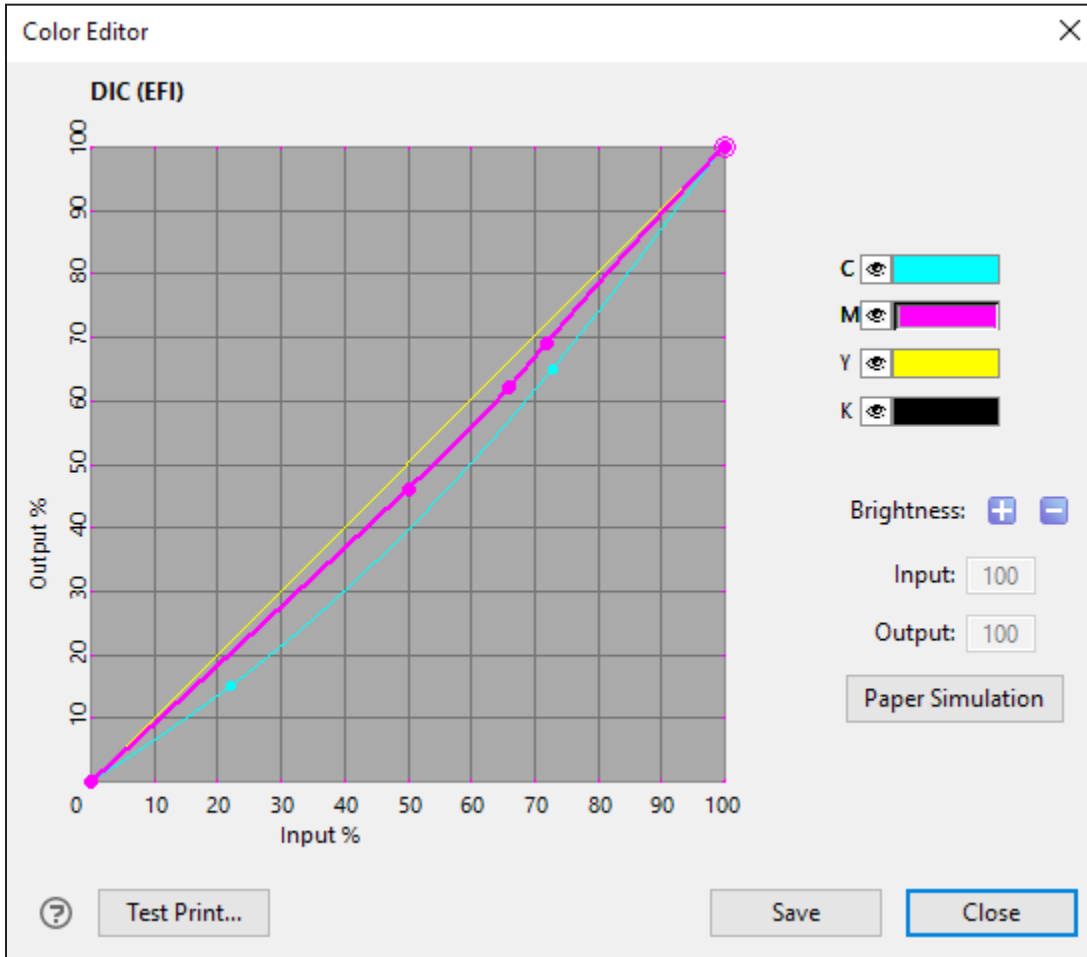 Color Editor
DIC (EFI)
100
90
80
70
60
50
40
30
20
10
Output %
0 10 20 30 40 50 60 70 80 90 100
Input %
C
M
Y
K
Brightness:
Input: 100
Output: 100
Paper Simulation
? Test Print... Save Close